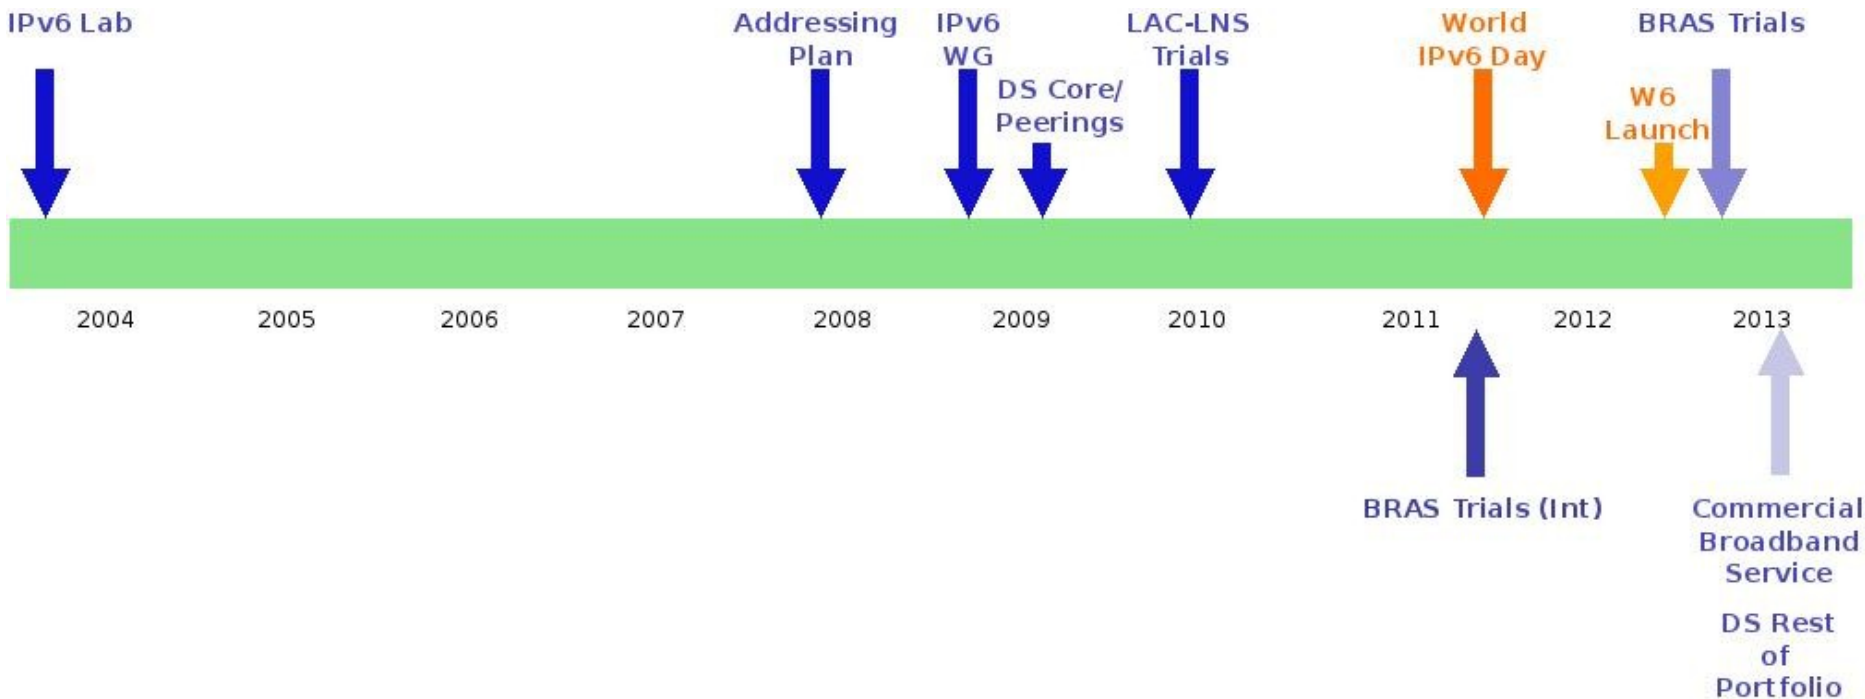 IPv6 Lab
Addressing
Plan
IPv6
WG
DS Core/
Peerings
LAC-LNS
Trials
World
IPv6 Day
W6
Launch
BRAS Trials
2004 2005 2006 2007 2008 2009 2010 2011 2012 2013
BRAS Trials (Int)
Commercial
Broadband
Service
DS Rest
of
Portfolio